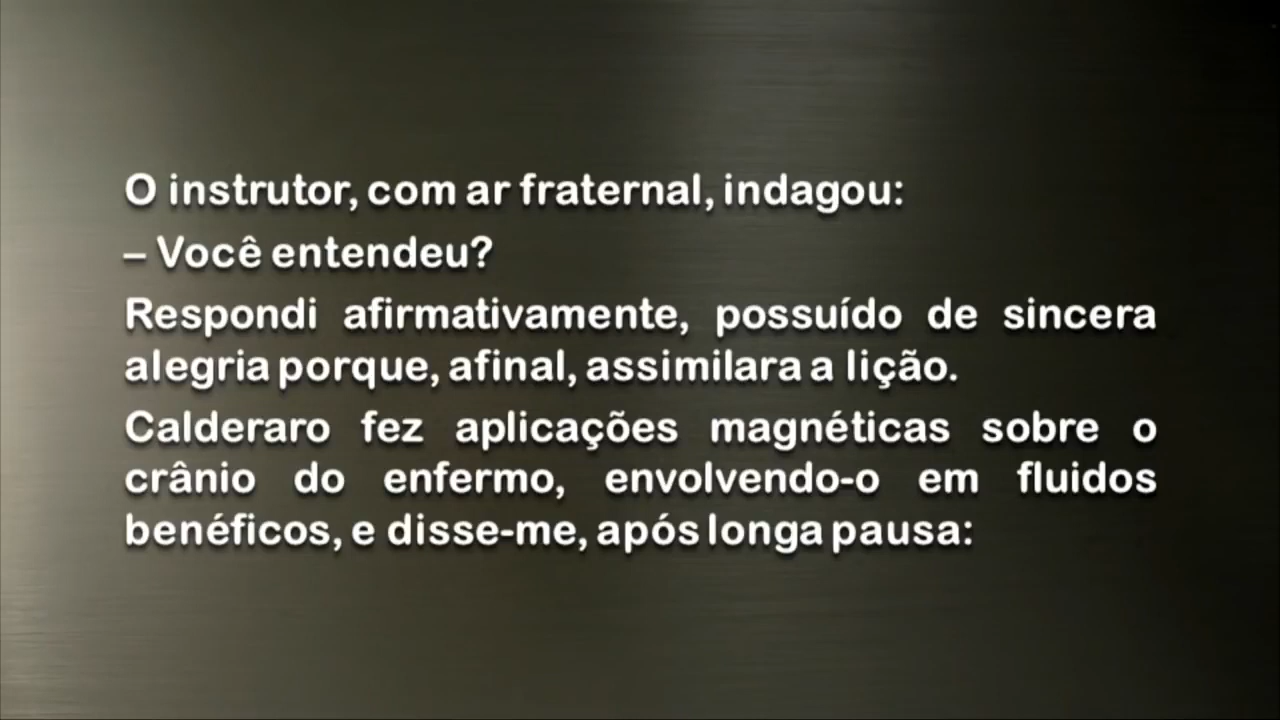 O instrutor, com ar fraternal, indagou:
– Você entendeu?
Respondi afirmativamente, possuído de sincera
alegria porque, afinal, assimilara a lição.
Calderaro fez aplicações magnéticas sobre o
crânio do enfermo, envolvendo-o em fluidos
benéficos, e disse-me, após longa pausa: